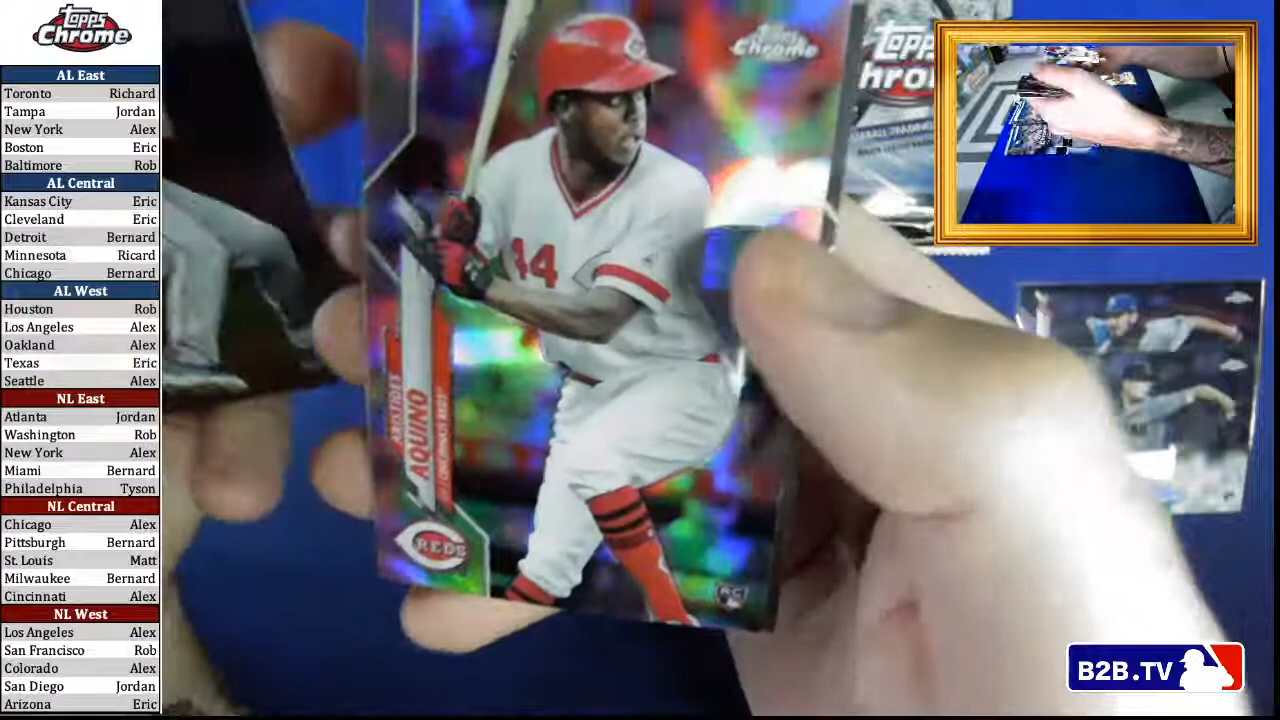 Topps
Chrome
AL East
Toronto Richard
Tampa Jordan
New York Alex
Boston Eric
Baltimore Rob
AL Central
Kansas City Eric
Cleveland Eric
Detroit Bernard
Minnesota Ricard
Chicago Bernard
AL West
Houston Rob
Los Angeles Alex
Oakland Alex
Texas Eric
Seattle Alex
NL East
Atlanta Jordan
Washington Rob
New York Alex
Miami Bernard
Philadelphia Tyson
NL Central
Chicago Alex
Pittsburgh Bernard
St. Louis Matt
Milwaukee Bernard
Cincinnati Alex
NL West
Los Angeles Alex
San Francisco Rob
Colorado Alex
San Diego Jordan
Arizona Eric
Topps
Chrome
C
44
ARISTIDES
AQUINO
CINCINNATI REDS
REDS
RC
Topps
B2B.TV